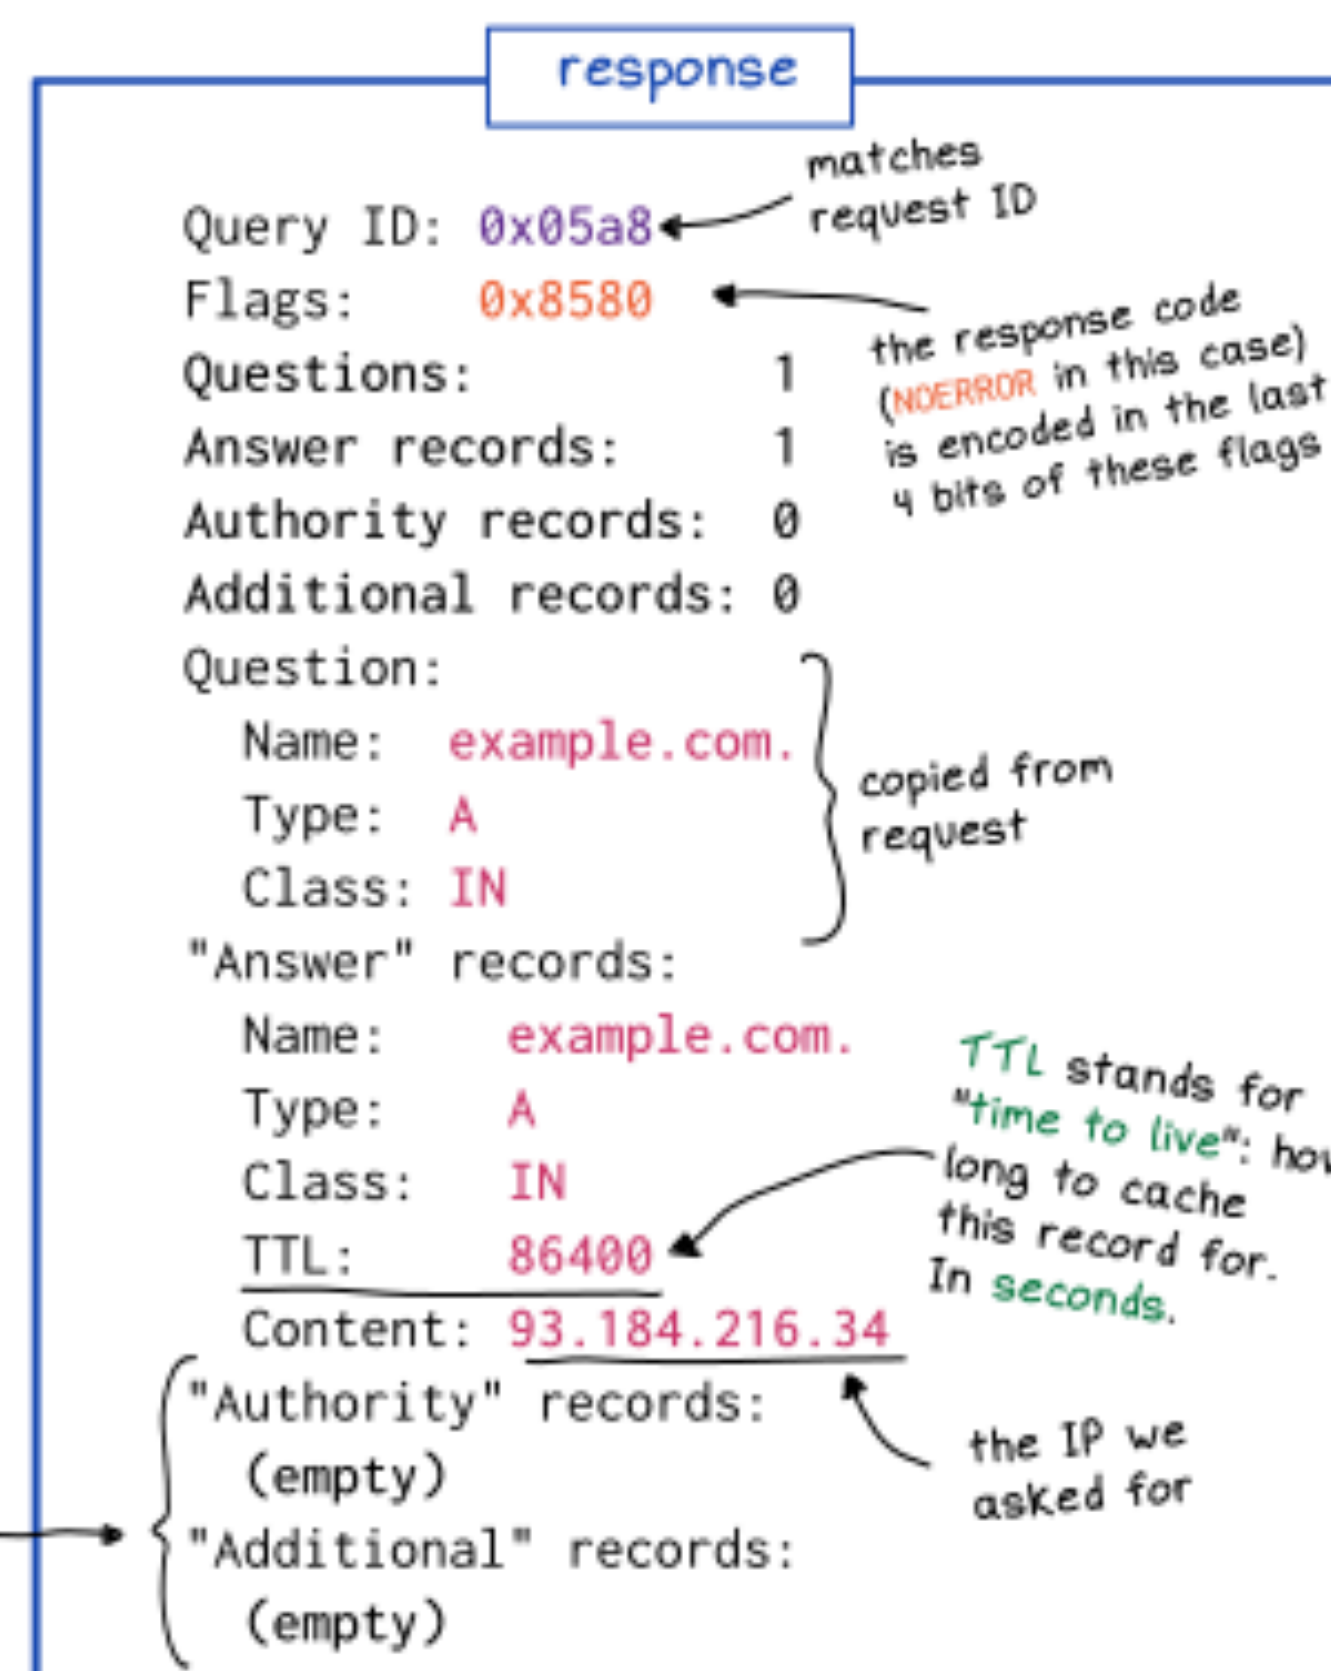 response
matches
request ID
Query ID: 0x05a8
Flags: 0x8580
the response code
(NOERROR in this case)
is encoded in the last
4 bits of these flags
Questions: 1
Answer records: 1
Authority records: 0
Additional records: 0
Question:
Name: example.com.
Type: A
Class: IN
copied from
request
"Answer" records:
Name: example.com.
Type: A
Class: IN
TTL: 86400
TTL stands for
"time to live": how
long to cache
this record for.
In seconds.
Content: 93.184.216.34
the IP we
asked for
"Authority" records:
(empty)
"Additional" records:
(empty)